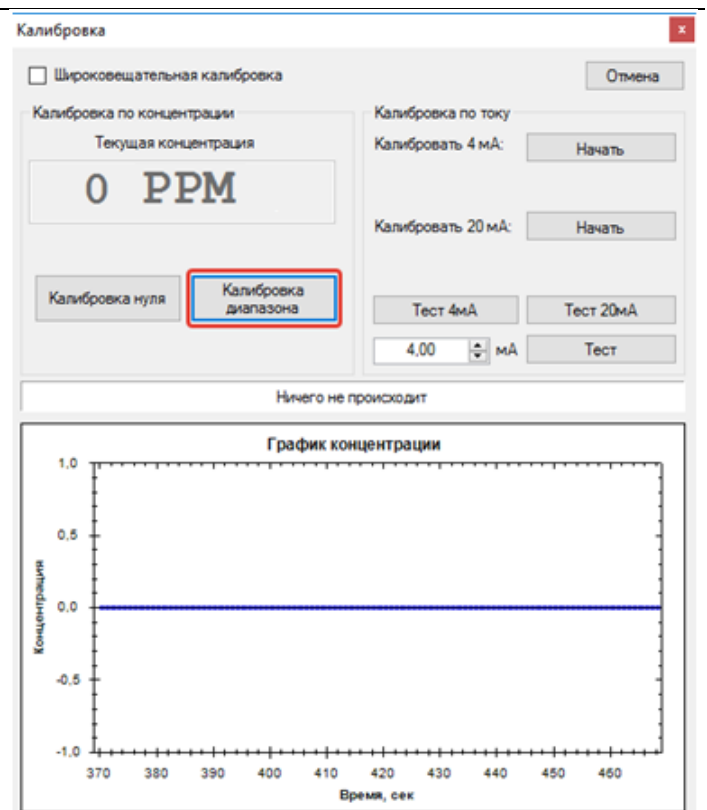 Калибровка
x
Широковещательная калибровка
Отмена
Калибровка по концентрации
Текущая концентрация
0 PPM
Калибровка нуля
Калибровка
диапазона
Калибровка по току
Калибровать 4 мА:
Начать
Калибровать 20 мА:
Начать
Тест 4мА
Тест 20мА
4,00
мА
Тест
Ничего не происходит
График концентрации
Концентрация
1.0
0.5
0.0
-0.5
-1.0
370 380 390 400 410 420 430 440 450 460
Время, сек